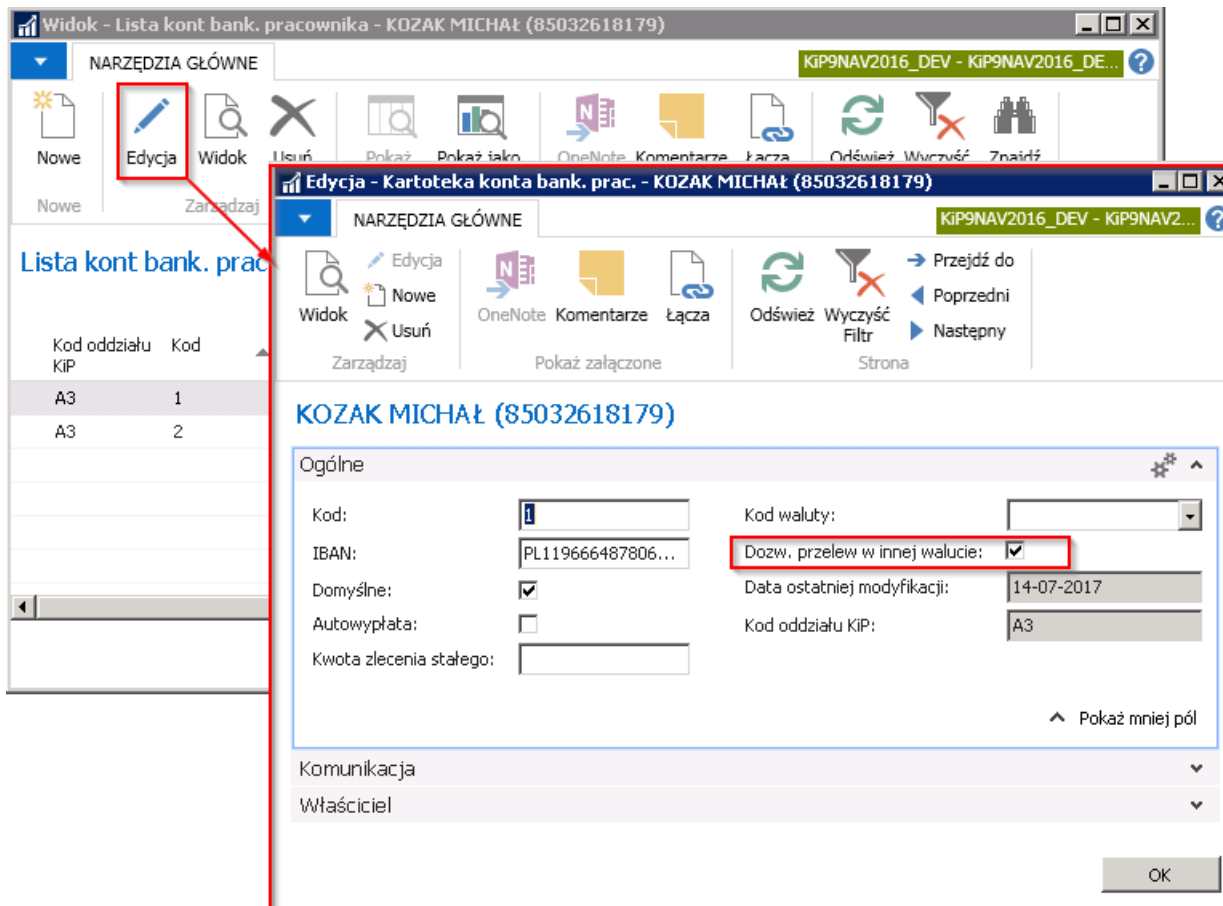 Widok - Lista kont bank. pracownika - KOZAK MICHAŁ (85032618179)
NARZĘDZIA GŁÓWNE
KiP9NAV2016_DEV - KiP9NAV2016_DE...
Nowe
Edycja
Widok
Usuń
Pokaż
Pokaż jako
OneNote
Komentarze
Łącza
Odśwież
Wyczyść
Znajdź
Nowe
Zarządzaj
Lista kont bank. prac
Kod oddziału KiP
Kod
A3 1
A3 2
Edycja - Kartoteka konta bank. prac. - KOZAK MICHAŁ (85032618179)
NARZĘDZIA GŁÓWNE
KiP9NAV2016_DEV - KiP9NAV2...
Widok
Edycja
Nowe
Usuń
OneNote
Komentarze
Łącza
Odśwież
Wyczyść Filtr
Przejdź do
Poprzedni
Następny
Zarządzaj
Pokaż załączone
Strona
KOZAK MICHAŁ (85032618179)
Ogólne
Kod: 1
IBAN: PL119666487806...
Domyślne:
Autowypłata:
Kwota zlecenia stałego:
Kod waluty:
Dozw. przelew w innej walucie:
Data ostatniej modyfikacji: 14-07-2017
Kod oddziału KiP: A3
Pokaż mniej pól
Komunikacja
Właściciel
OK